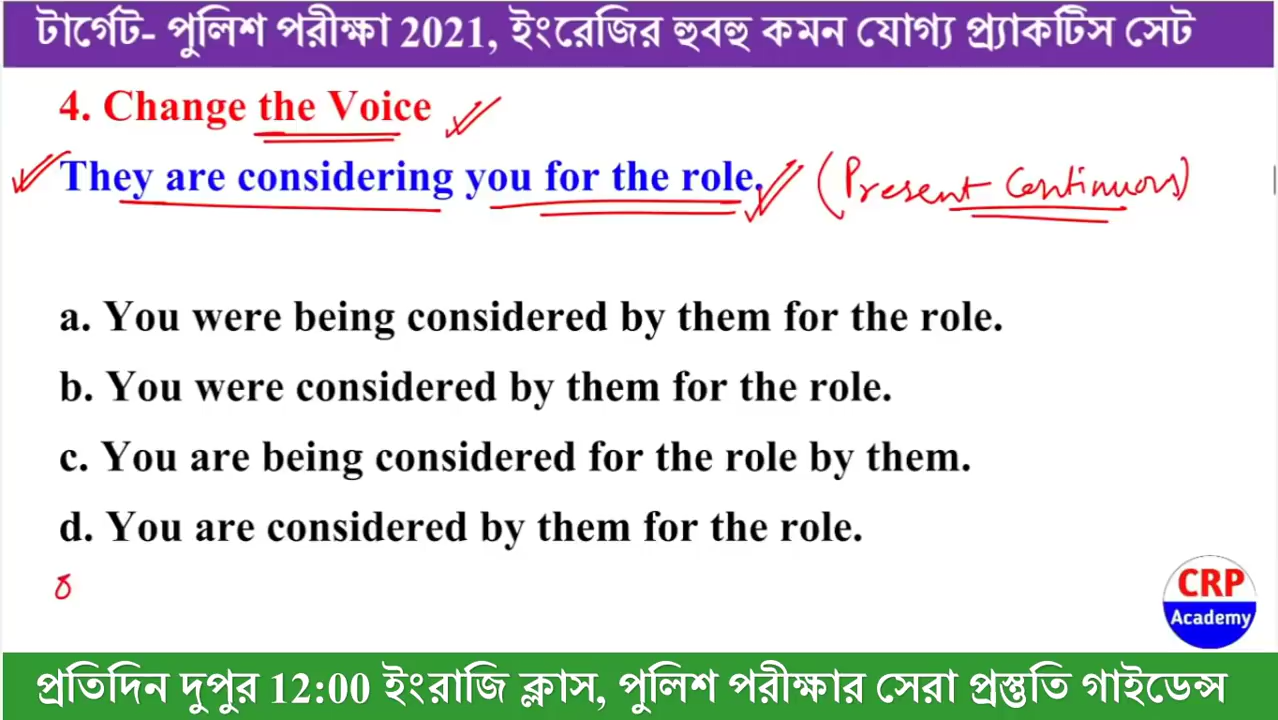 টার্গেট- পুলিশ পরীক্ষা 2021, ইংরেজির হুবহু কমন যোগ্য প্র্যাকটিস সেট
4. Change the Voice
They are considering you for the role. (Present Continuous)
a. You were being considered by them for the role.
b. You were considered by them for the role.
c. You are being considered for the role by them.
d. You are considered by them for the role.
CRP
Academy
প্রতিদিন দুপুর 12:00 ইংরাজি ক্লাস, পুলিশ পরীক্ষার সেরা প্রস্তুতি গাইডেন্স